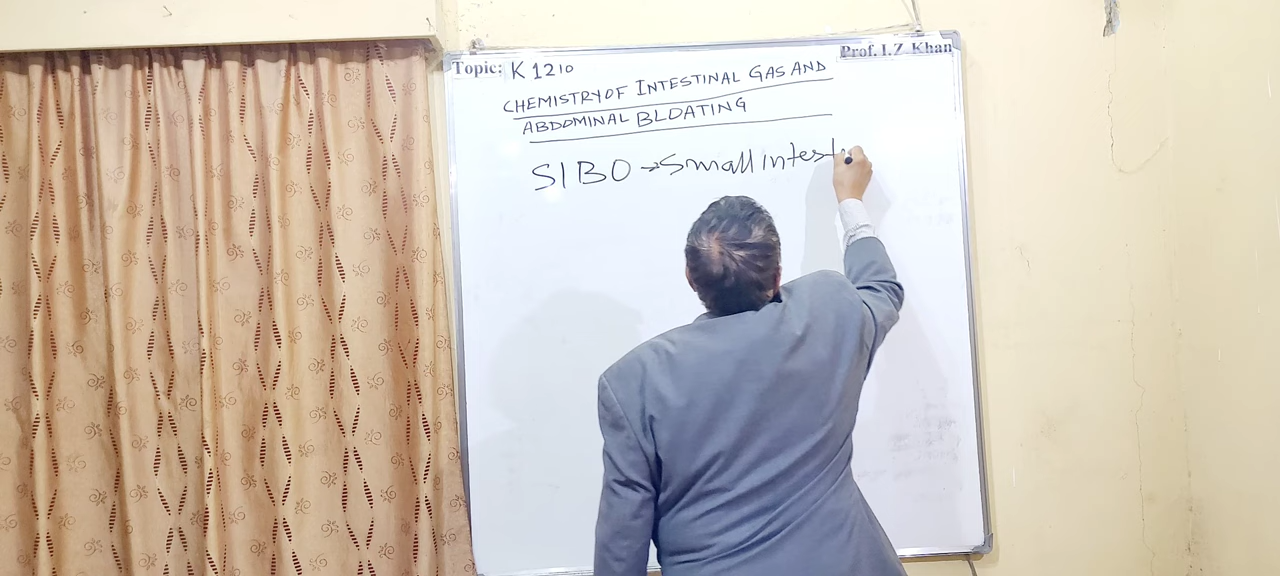 Topic: K 1210 Prof. I.Z Khan
CHEMISTRY OF INTESTINAL GAS AND
ABDOMINAL BLOATING
SIBO → Small intest